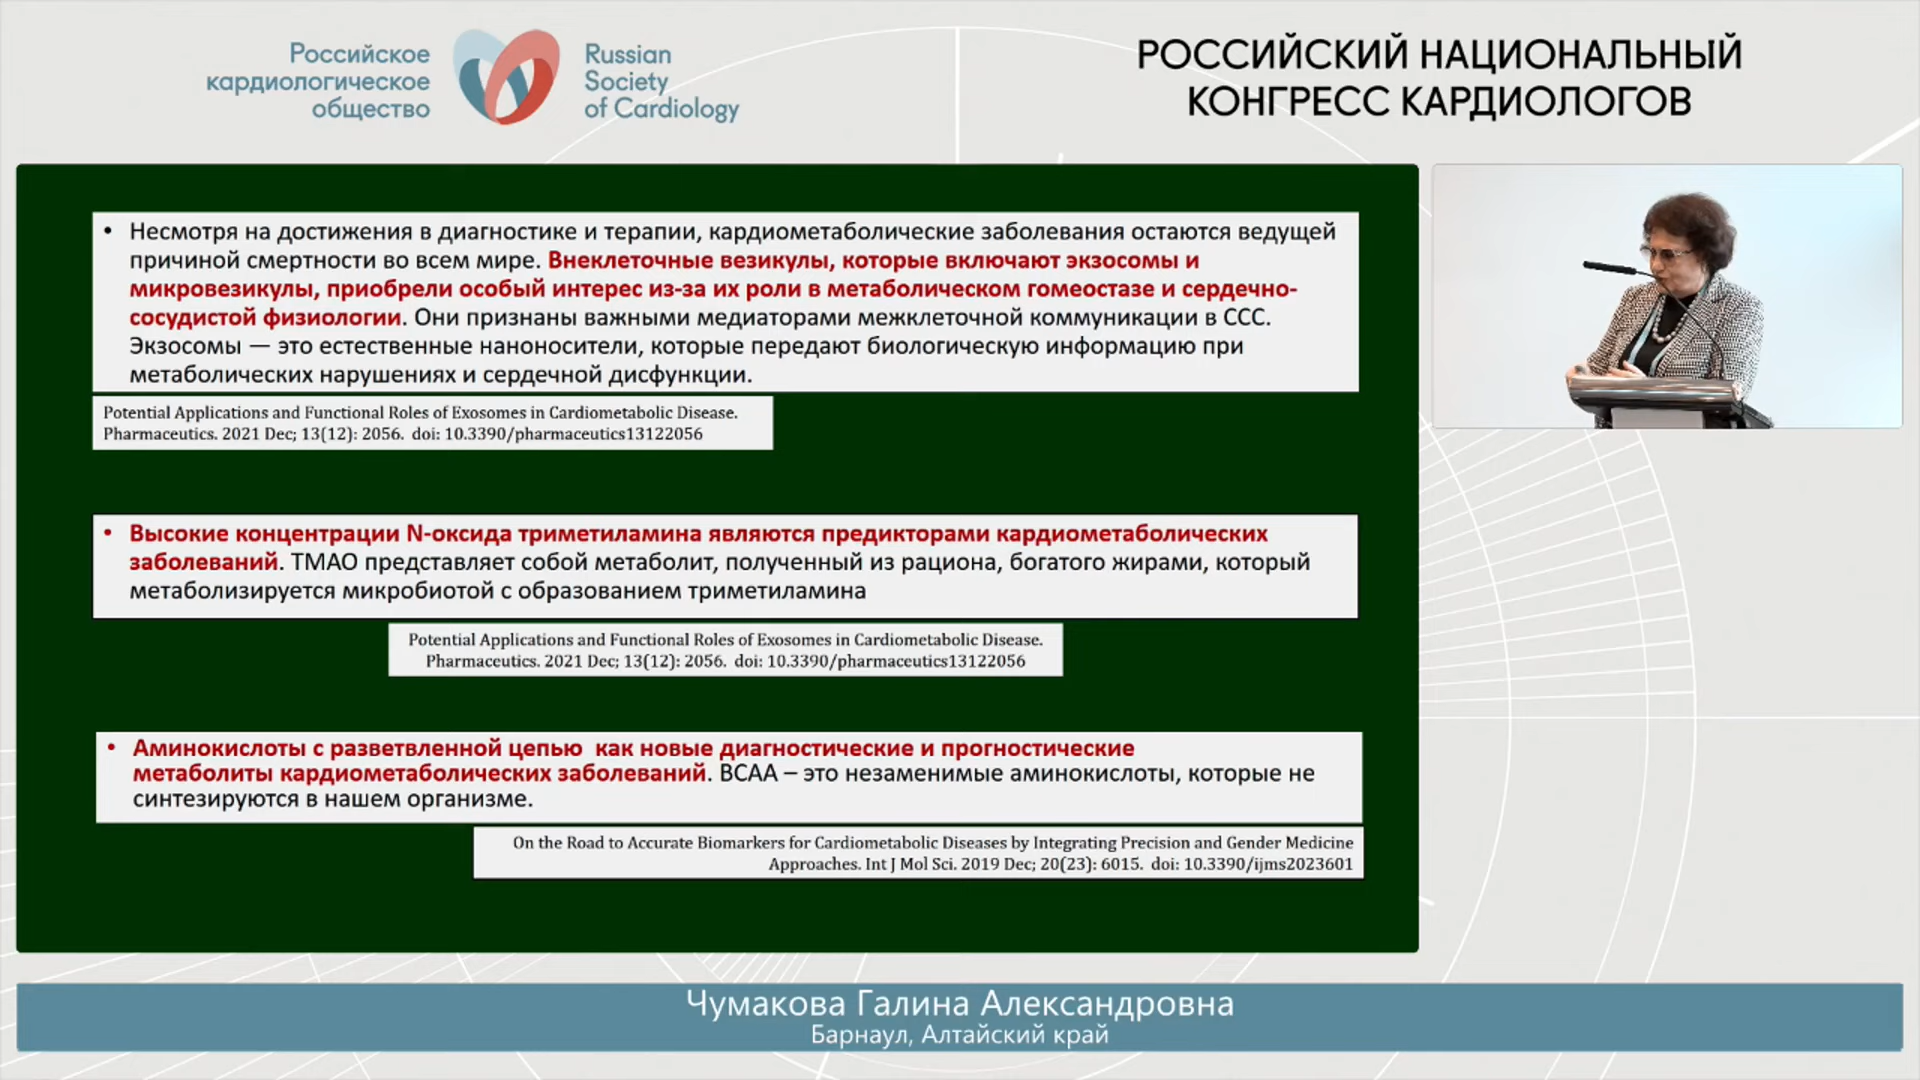 Российское
кардиологическое
общество
Russian
Society
of Cardiology
РОССИЙСКИЙ НАЦИОНАЛЬНЫЙ
КОНГРЕСС КАРДИОЛОГОВ
• Несмотря на достижения в диагностике и терапии, кардиометаболические заболевания остаются ведущей
причиной смертности во всем мире. Внеклеточные везикулы, которые включают экзосомы и
микровезикулы, приобрели особый интерес из-за их роли в метаболическом гомеостазе и сердечно-
сосудистой физиологии. Они признаны важными медиаторами межклеточной коммуникации в ССС.
Экзосомы — это естественные наноносители, которые передают биологическую информацию при
метаболических нарушениях и сердечной дисфункции.
Potential Applications and Functional Roles of Exosomes in Cardiometabolic Disease.
Pharmaceutics. 2021 Dec; 13(12): 2056. doi: 10.3390/pharmaceutics13122056
• Высокие концентрации N-оксида триметиламина являются предикторами кардиометаболических
заболеваний. ТМАО представляет собой метаболит, полученный из рациона, богатого жирами, который
метаболизируется микробиотой с образованием триметиламина
Potential Applications and Functional Roles of Exosomes in Cardiometabolic Disease.
Pharmaceutics. 2021 Dec; 13(12): 2056. doi: 10.3390/pharmaceutics13122056
• Аминокислоты с разветвленной цепью как новые диагностические и прогностические
метаболиты кардиометаболических заболеваний. BCAA – это незаменимые аминокислоты, которые не
синтезируются в нашем организме.
On the Road to Accurate Biomarkers for Cardiometabolic Diseases by Integrating Precision and Gender Medicine
Approaches. Int J Mol Sci. 2019 Dec; 20(23): 6015. doi: 10.3390/ijms2023601
Чумакова Галина Александровна
Барнаул, Алтайский край